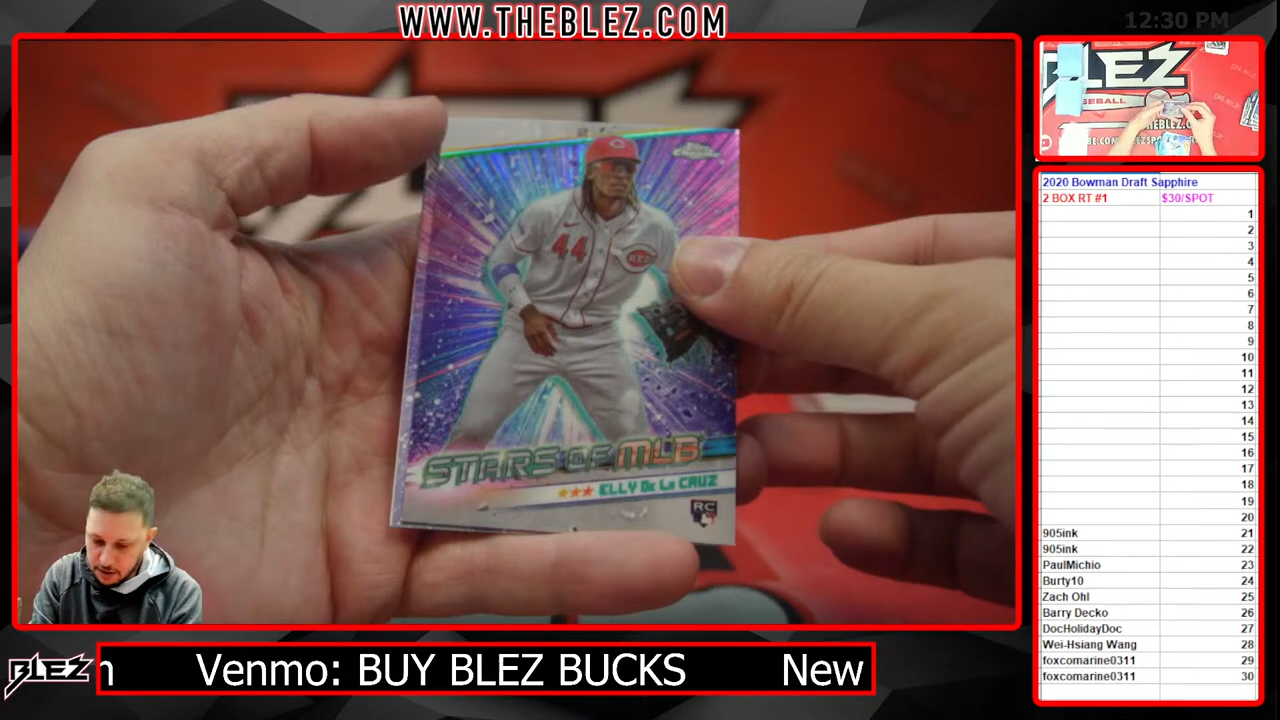 WWW.THEBLEZ.COM
12:30 PM
44
REDS
STARS OF MLB
ELLY De La CRUZ
RC
BLEZ
BASEBALL
2020 Bowman Draft Sapphire
2 BOX RT #1 $30/SPOT
1
2
3
4
5
6
7
8
9
10
11
12
13
14
15
16
17
18
19
20
905ink 21
905ink 22
PaulMichio 23
Burty10 24
Zach Ohl 25
Barry Decko 26
DocHolidayDoc 27
Wei-Hsiang Wang 28
foxcomarine0311 29
foxcomarine0311 30
BLEZ
Venmo: BUY BLEZ BUCKS New